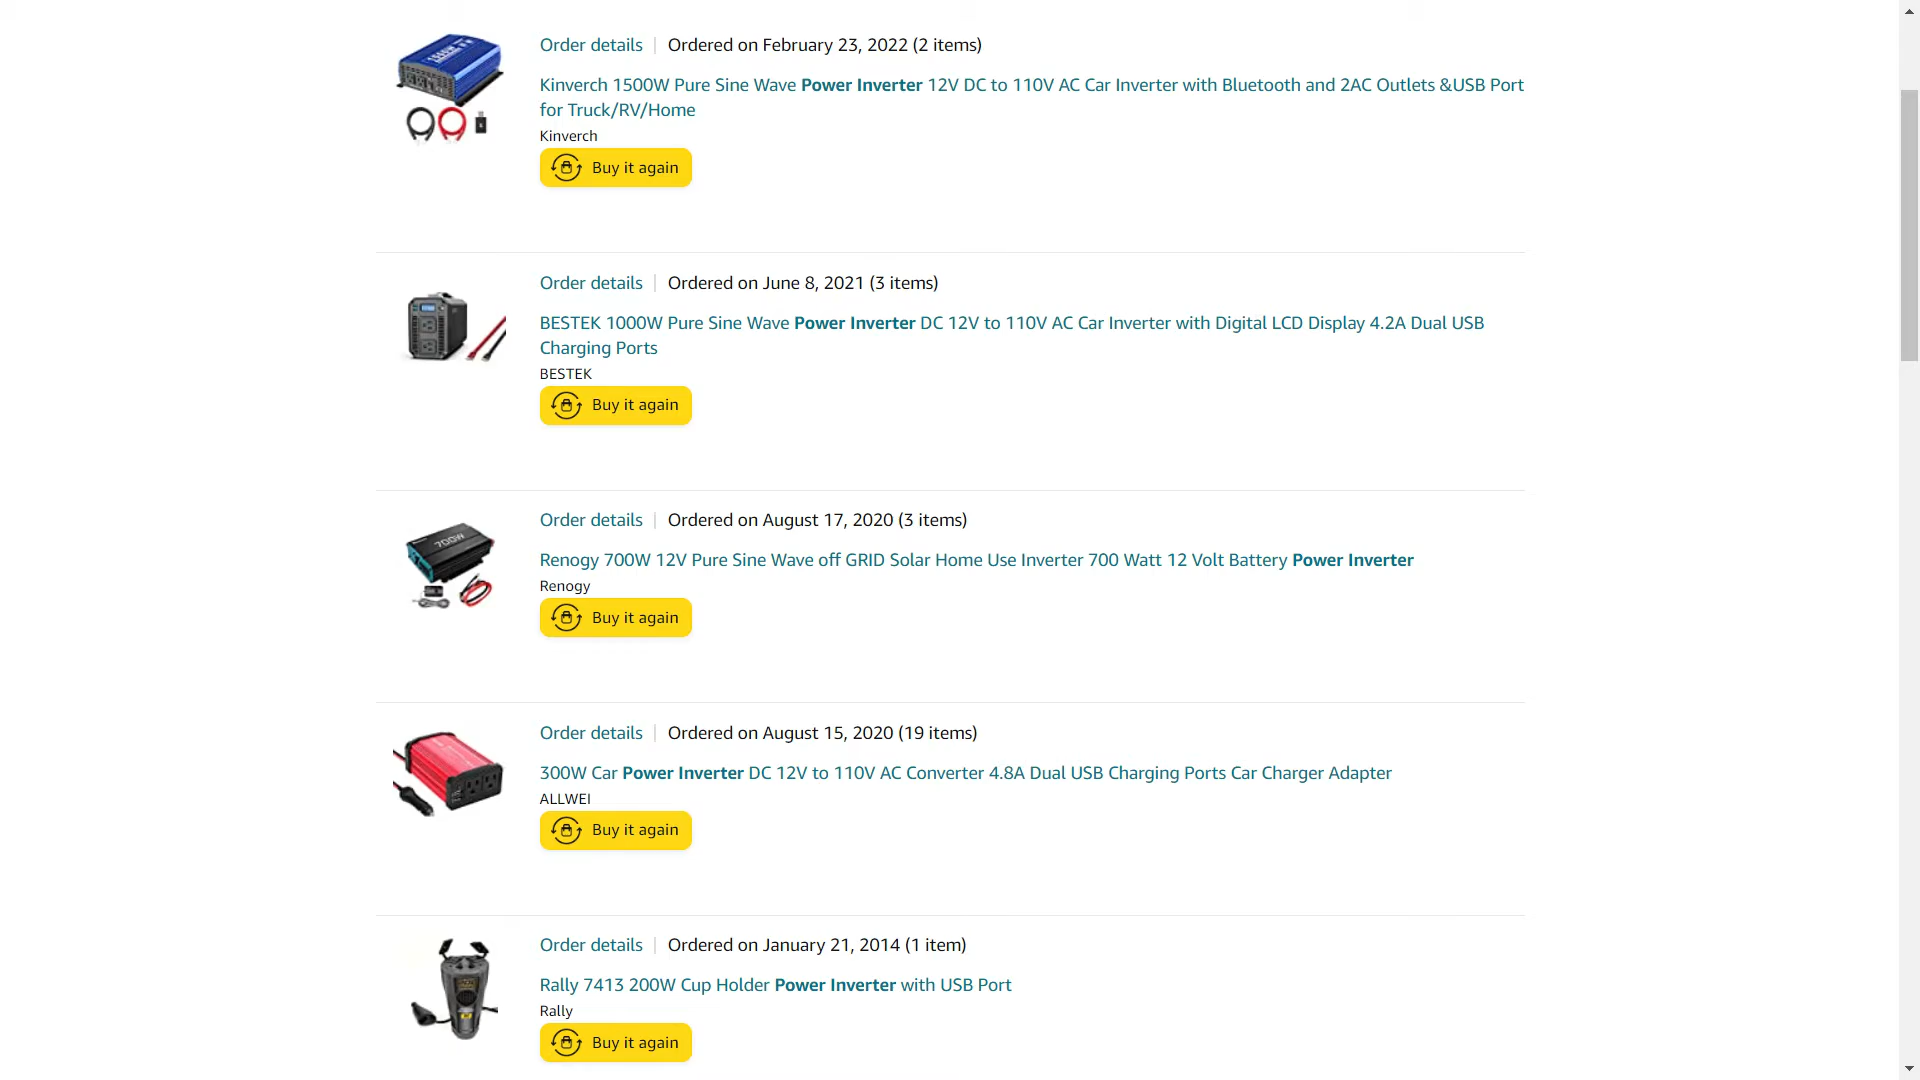 Order details | Ordered on February 23, 2022 (2 items)
Kinverch 1500W Pure Sine Wave Power Inverter 12V DC to 110V AC Car Inverter with Bluetooth and 2AC Outlets &USB Port
for Truck/RV/Home
Kinverch
Buy it again
Order details | Ordered on June 8, 2021 (3 items)
BESTEK 1000W Pure Sine Wave Power Inverter DC 12V to 110V AC Car Inverter with Digital LCD Display 4.2A Dual USB
Charging Ports
BESTEK
Buy it again
Order details | Ordered on August 17, 2020 (3 items)
700W
Renogy 700W 12V Pure Sine Wave off GRID Solar Home Use Inverter 700 Watt 12 Volt Battery Power Inverter
Renogy
Buy it again
Order details | Ordered on August 15, 2020 (19 items)
300W Car Power Inverter DC 12V to 110V AC Converter 4.8A Dual USB Charging Ports Car Charger Adapter
ALLWEI
Buy it again
Order details | Ordered on January 21, 2014 (1 item)
Rally 7413 200W Cup Holder Power Inverter with USB Port
Rally
Buy it again